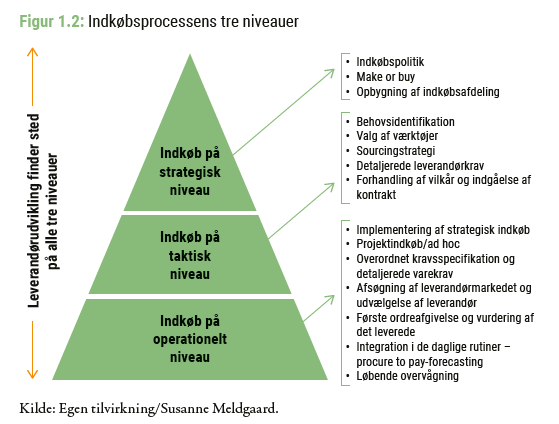 Figur 1.2: Indkøbsprocessens tre niveauer
Leverandørudvikling finder sted
på alle tre niveauer
Indkøb på
strategisk
niveau
Indkøb på
taktisk
niveau
Indkøb på
operationelt
niveau
• Indkøbspolitik
• Make or buy
• Opbygning af indkøbsafdeling
• Behovsidentifikation
• Valg af værktøjer
• Sourcingstrategi
• Detaljerede leverandørkrav
• Forhandling af vilkår og indgåelse af
kontrakt
• Implementering af strategisk indkøb
• Projektindkøb/ad hoc
• Overordnet kravsspecifikation og
detaljerede varekrav
• Afsøgning af leverandørmarkedet og
udvælgelse af leverandør
• Første ordreafgivelse og vurdering af
det leverede
• Integration i de daglige rutiner –
procure to pay-forecasting
• Løbende overvågning
Kilde: Egen tilvirkning/Susanne Meldgaard.